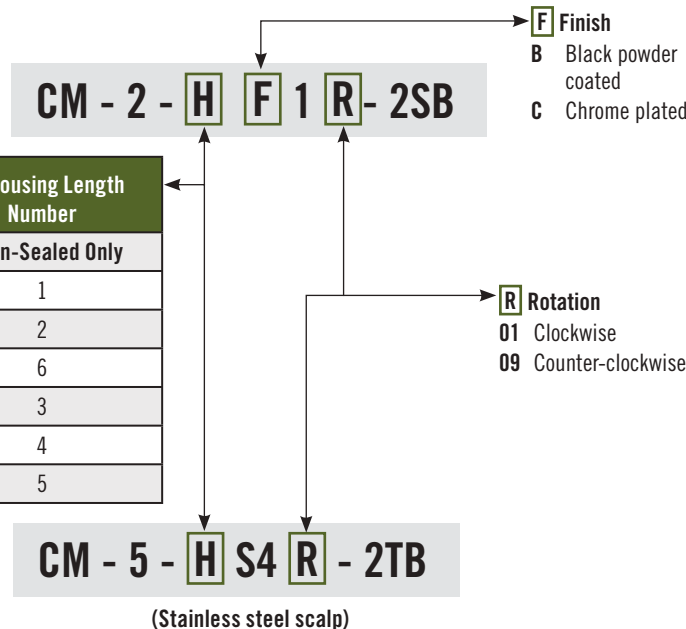 F Finish
B Black powder
coated
C Chrome plated
CM - 2 - H F 1 R - 2SB
ousing Length
Number
n-Sealed Only
1
2
6
3
4
5
R Rotation
01 Clockwise
09 Counter-clockwise
CM - 5 - H S4 R - 2TB
(Stainless steel scalp)